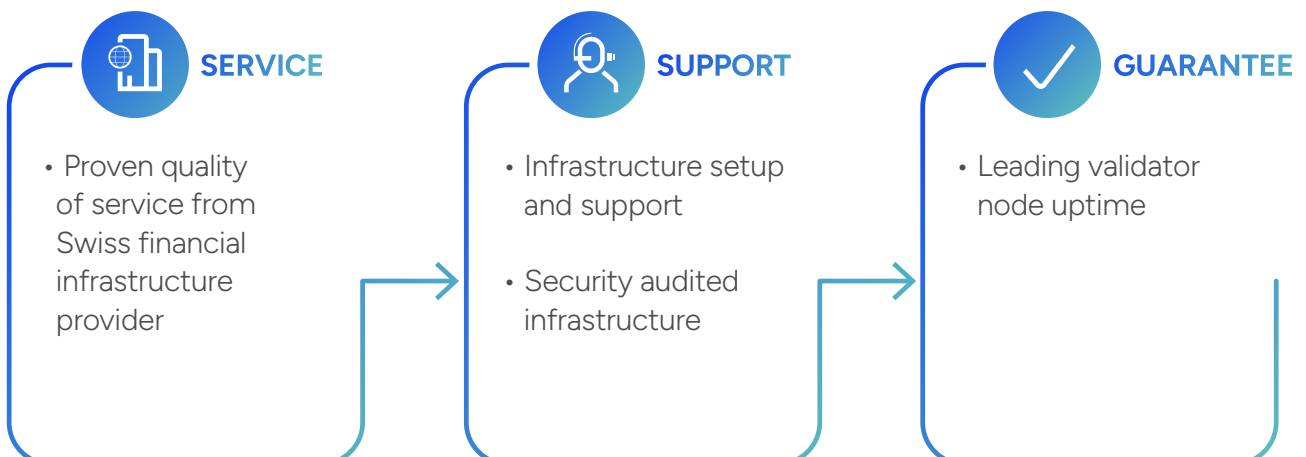 SERVICE
• Proven quality
of service from
Swiss financial
infrastructure
provider
SUPPORT
• Infrastructure setup
and support
• Security audited
infrastructure
GUARANTEE
• Leading validator
node uptime